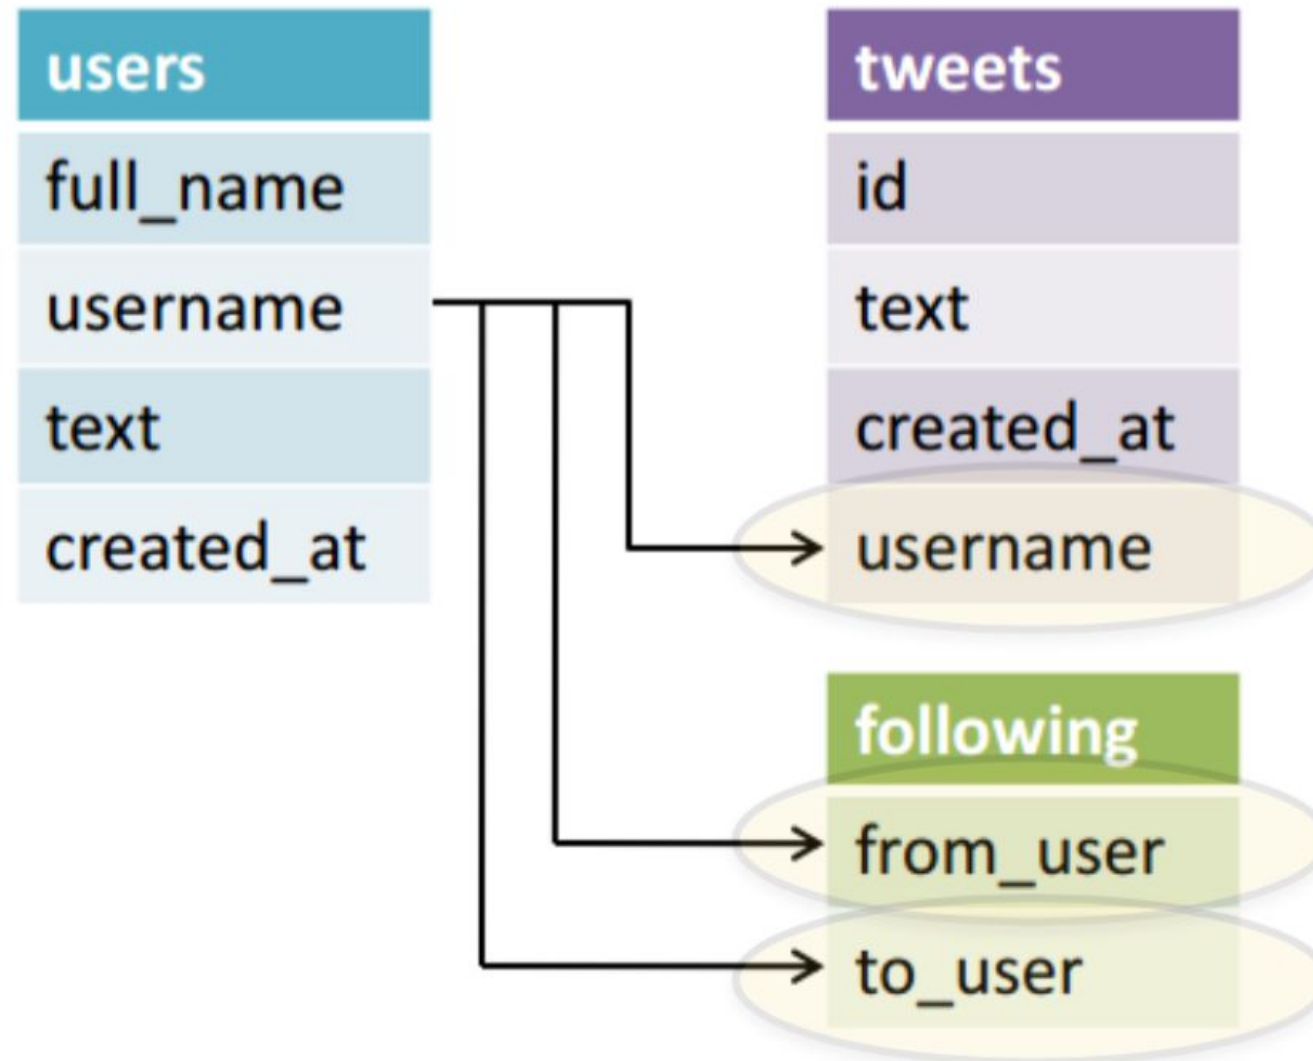 users
full_name
username
text
created_at
tweets
id
text
created_at
username
following
from_user
to_user